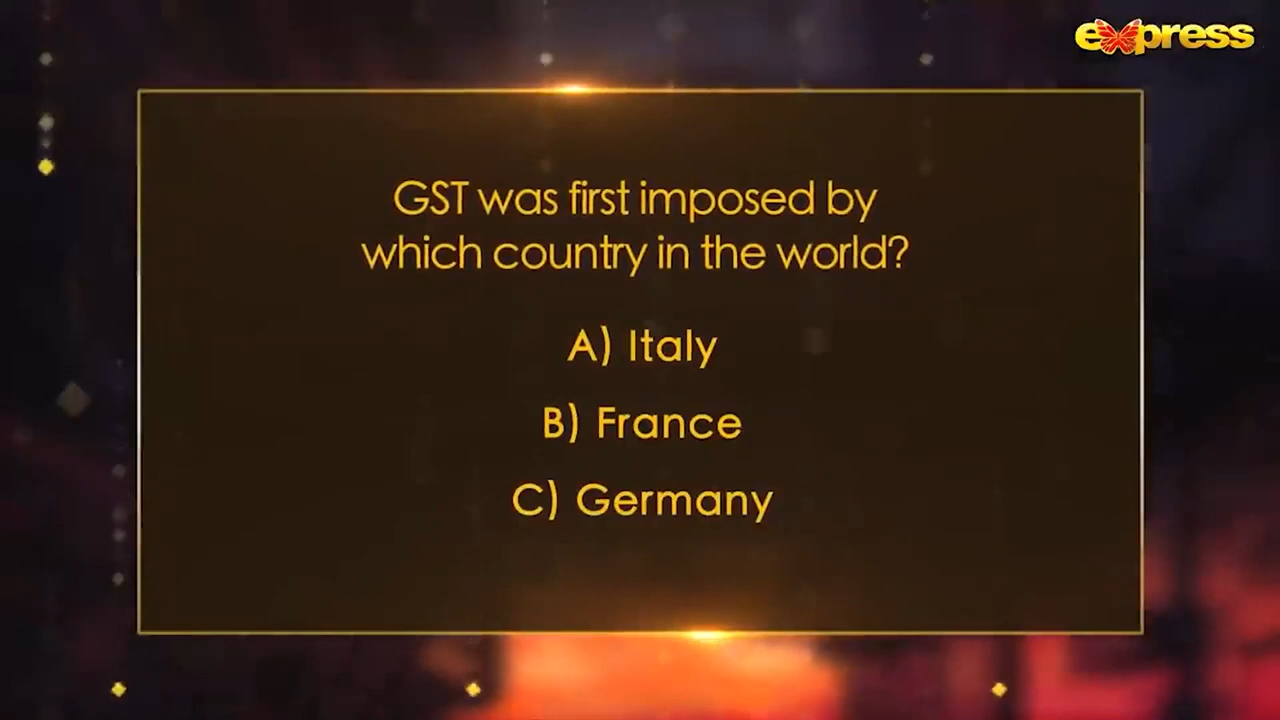 express
GST was first imposed by
which country in the world?
A) Italy
B) France
C) Germany